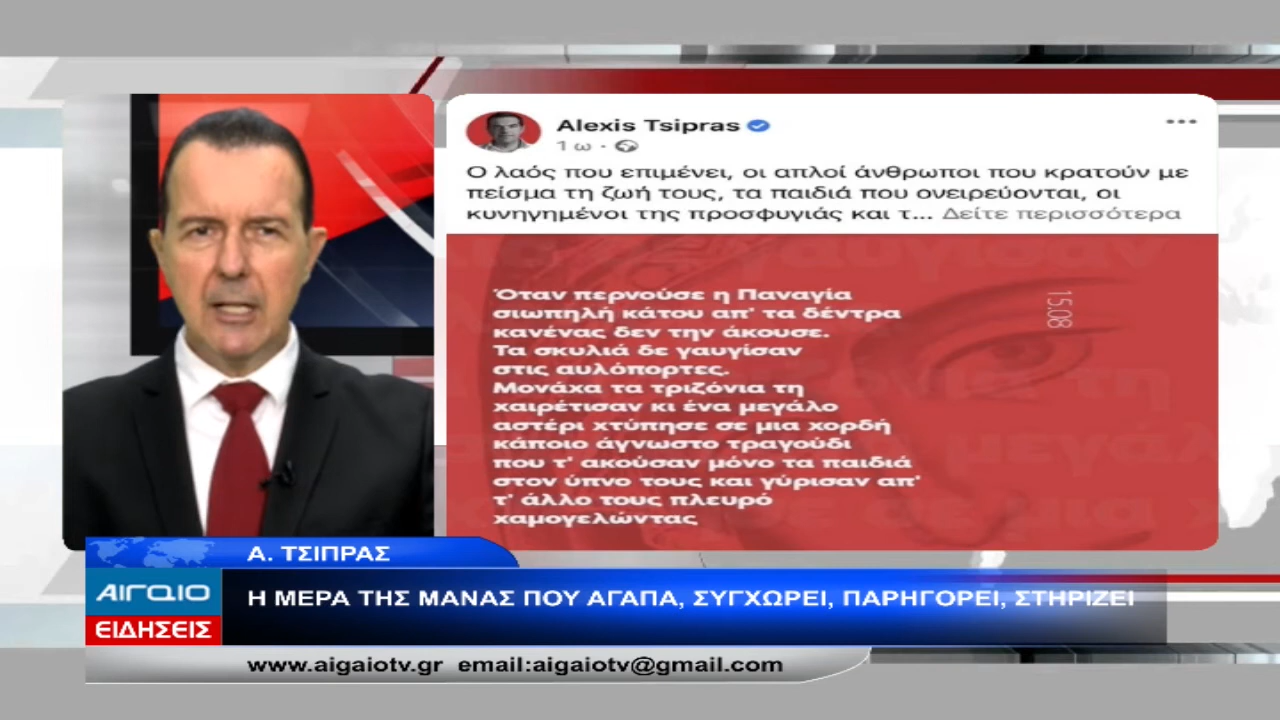 Alexis Tsipras
1 ω ·
Ο λαός που επιμένει, οι απλοί άνθρωποι που κρατούν με
πείσμα τη ζωή τους, τα παιδιά που ονειρεύονται, οι
κυνηγημένοι της προσφυγιάς και τ... Δείτε περισσότερα
Όταν περνούσε η Παναγία
σιωπηλή κάτου απ' τα δέντρα
κανένας δεν την άκουσε.
Τα σκυλιά δε γαυγίσαν
στις αυλόπορτες.
Μονάχα τα τριζόνια τη
χαιρέτισαν κι ένα μεγάλο
αστέρι χτύπησε σε μια χορδή
κάποιο άγνωστο τραγούδι
που τ' ακούσαν μόνο τα παιδιά
στον ύπνο τους και γύρισαν απ'
τ' άλλο τους πλευρό
χαμογελώντας
15.08
Α. ΤΣΙΠΡΑΣ
ΑΙΓΑΙΟ
ΕΙΔΗΣΕΙΣ
Η ΜΕΡΑ ΤΗΣ ΜΑΝΑΣ ΠΟΥ ΑΓΑΠΑ, ΣΥΓΧΩΡΕΙ, ΠΑΡΗΓΟΡΕΙ, ΣΤΗΡΙΖΕΙ
www.aigaiotv.gr email:aigaiotv@gmail.com